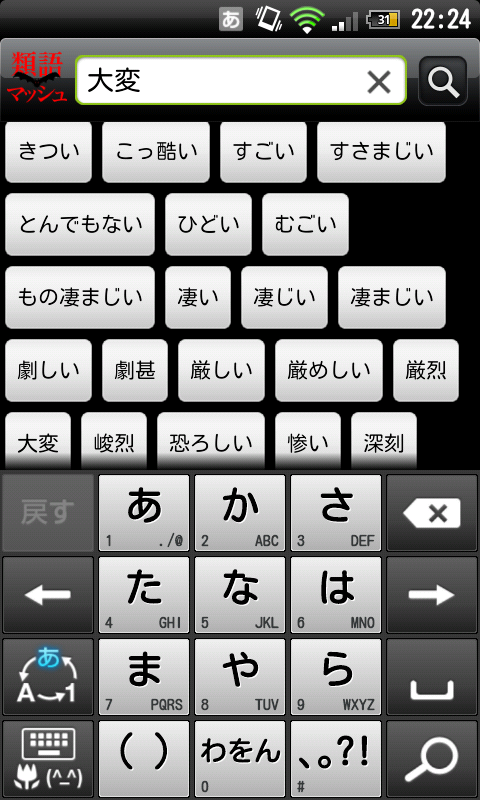 あ 31 22:24
類語
マッシュ
大変
きつい こっ酷い すごい すさまじい
とんでもない ひどい むごい
もの凄まじい 凄い 凄じい 凄まじい
劇しい 劇甚 厳しい 厳めしい 厳烈
大変 峻烈 恐ろしい 惨い 深刻
戻す あ か さ
1 ./@ 2 ABC 3 DEF
た な は
4 GHI 5 JKL 6 MNO
あ A 1 ま や ら
7 PQRS 8 TUV 9 WXYZ
(^_^) ( ) わをん 、。?!
0 #